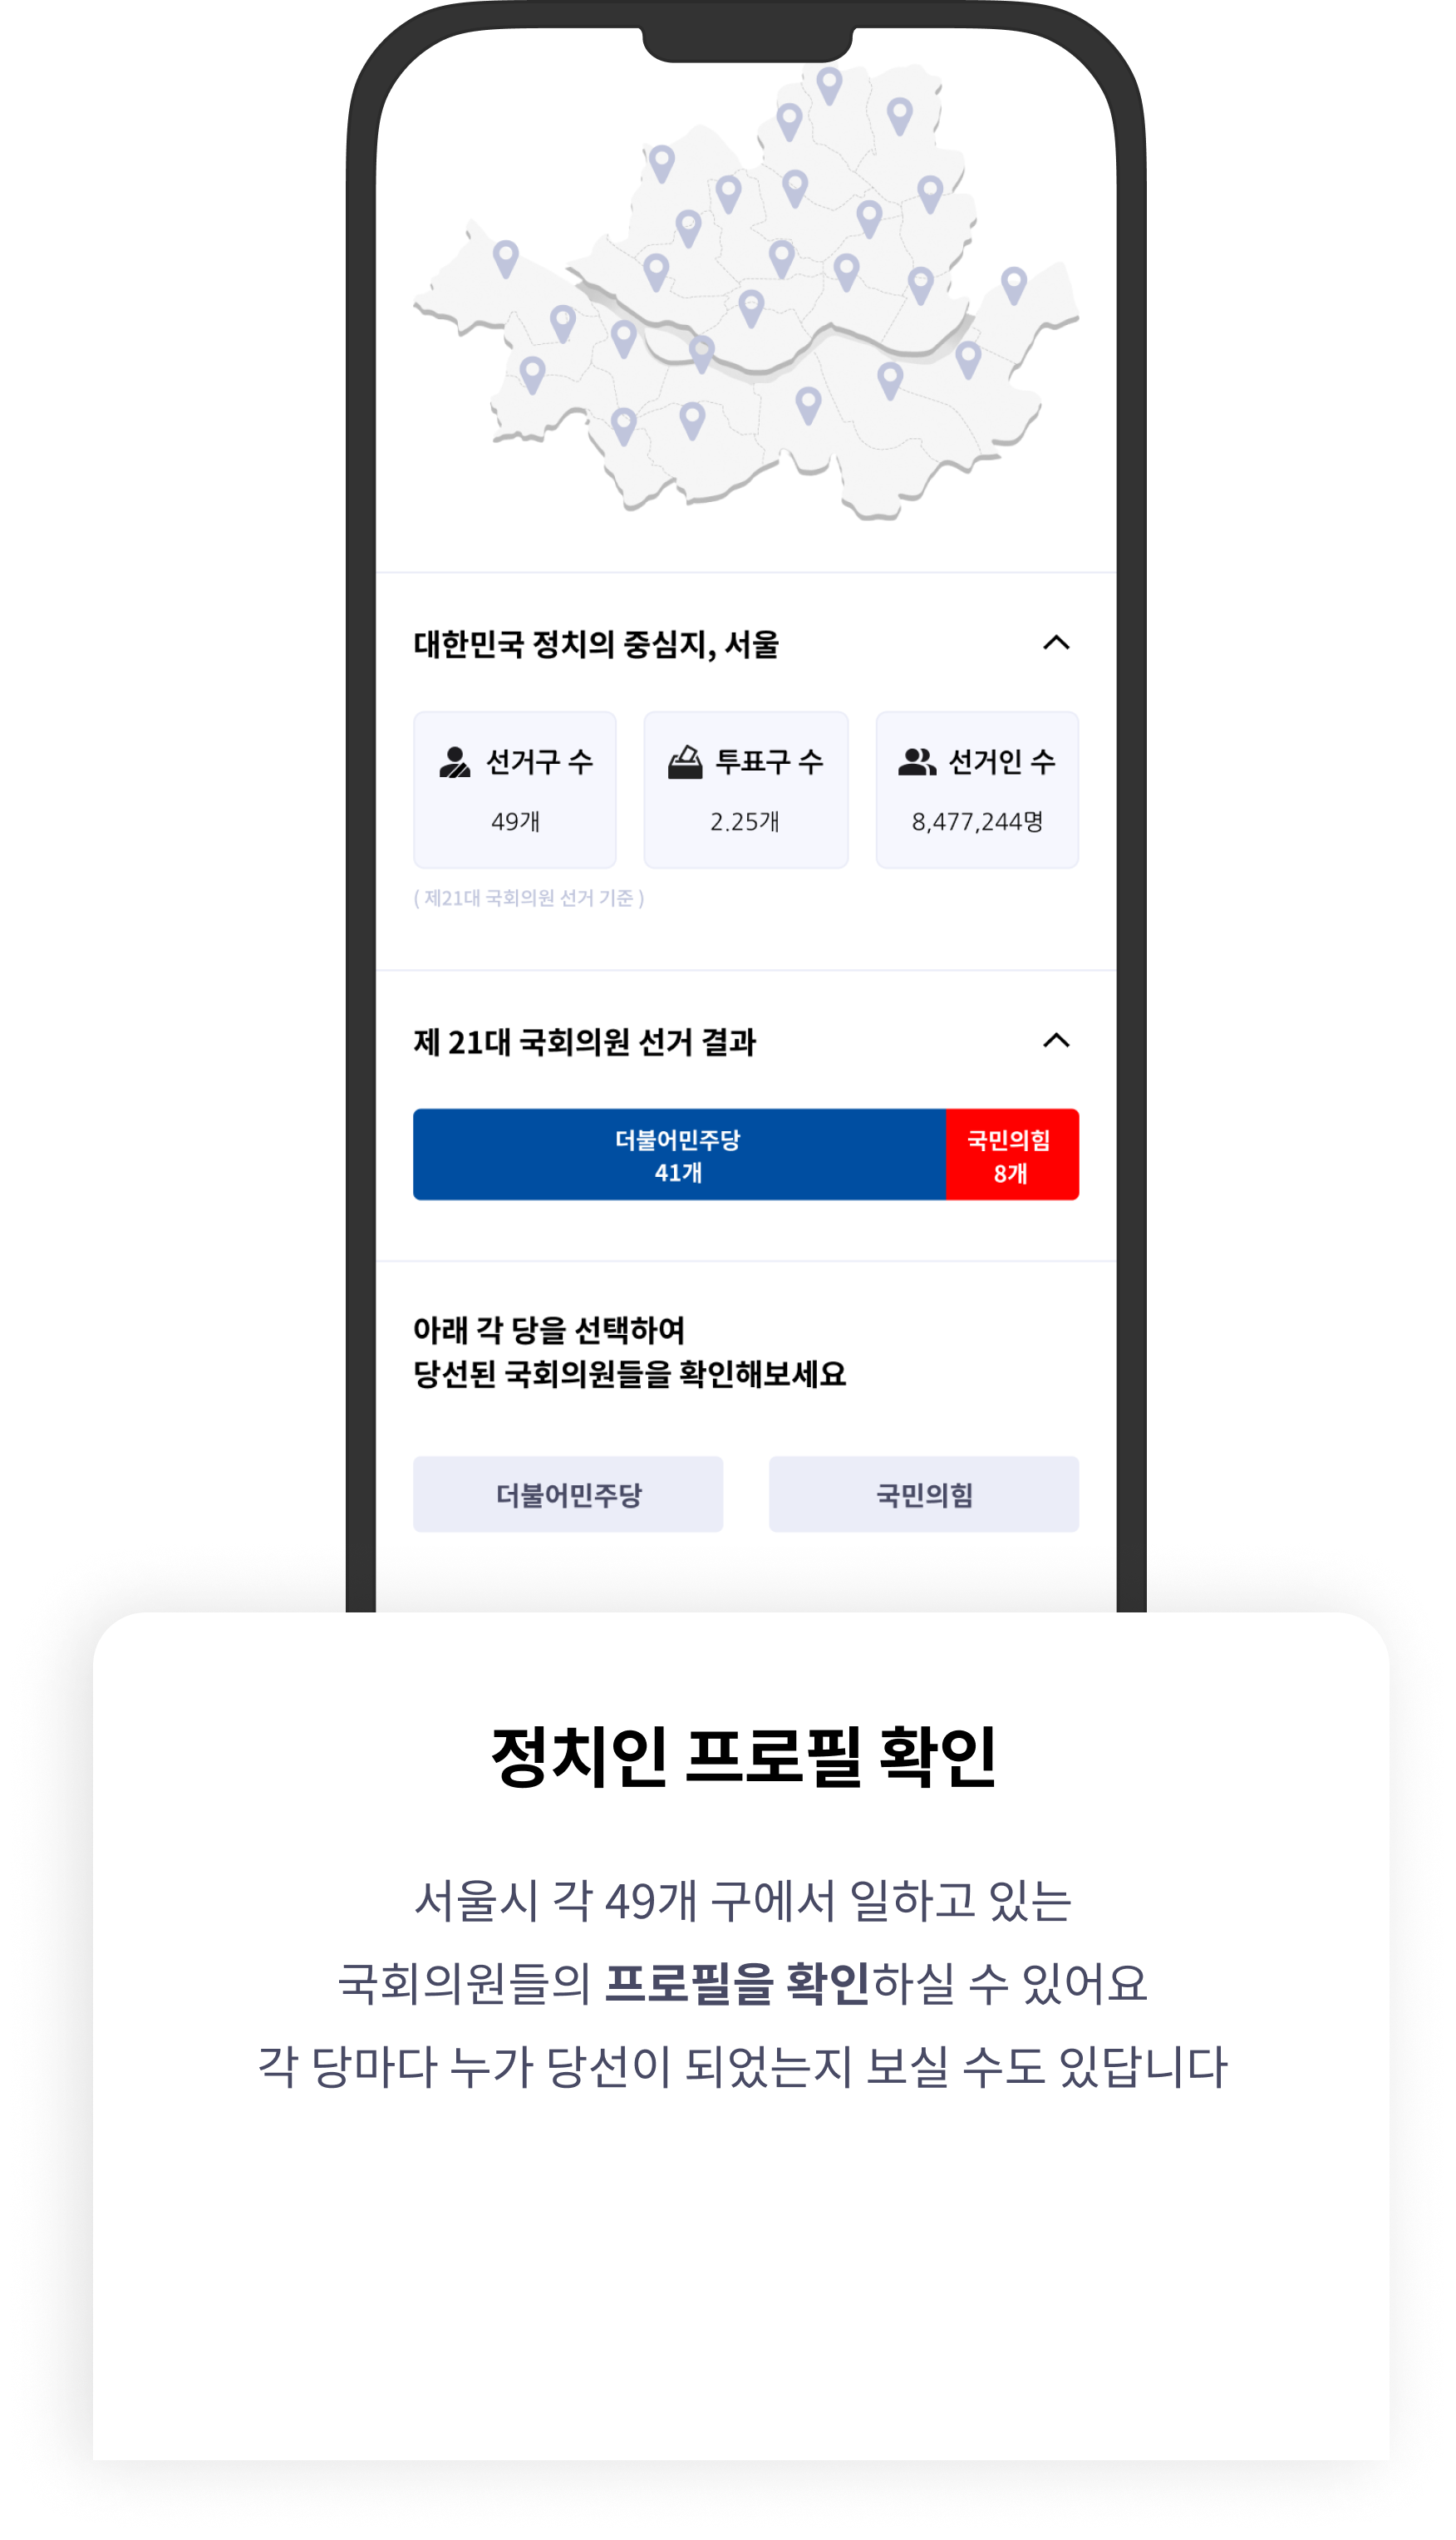 대한민국 정치의 중심지, 서울
선거구 수
49개
투표구 수
2.25개
선거인 수
8,477,244명
( 제21대 국회의원 선거 기준 )
제 21대 국회의원 선거 결과
더불어민주당
41개
국민의힘
8개
아래 각 당을 선택하여
당선된 국회의원들을 확인해보세요
더불어민주당
국민의힘
정치인 프로필 확인
서울시 각 49개 구에서 일하고 있는
국회의원들의 프로필을 확인하실 수 있어요
각 당마다 누가 당선이 되었는지 보실 수도 있답니다